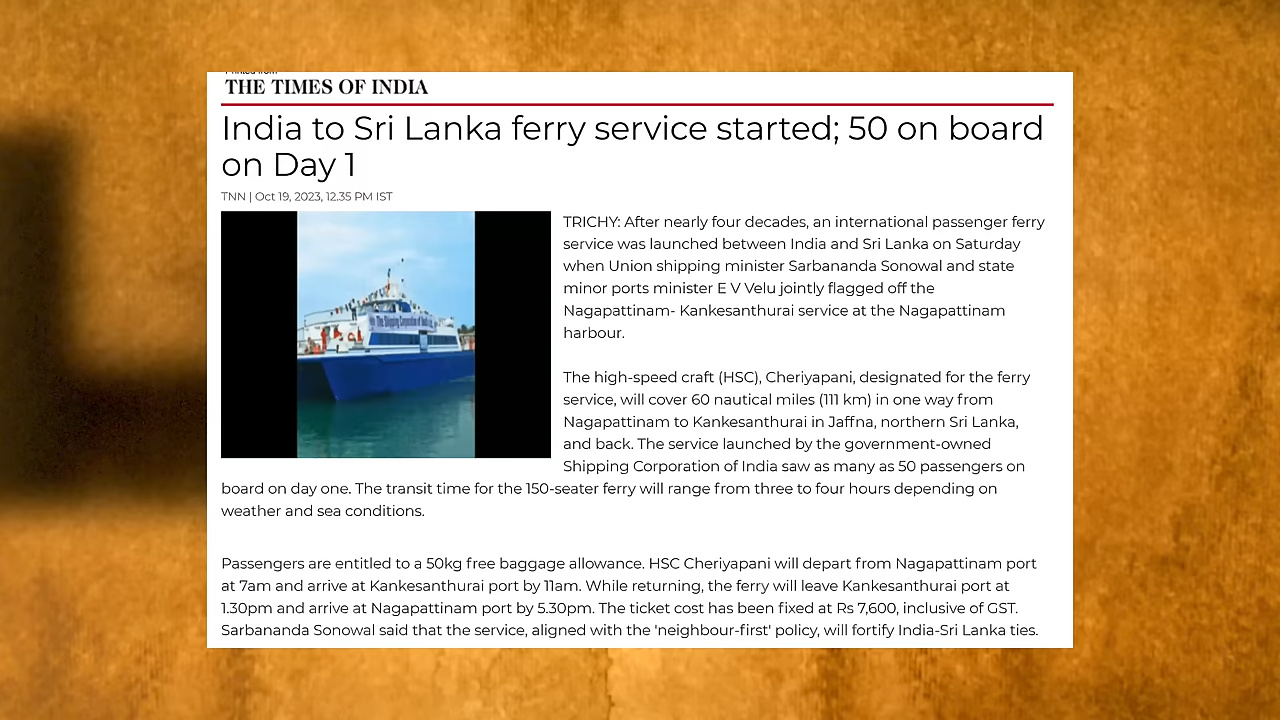 Printed from
THE TIMES OF INDIA
India to Sri Lanka ferry service started; 50 on board
on Day 1
TNN | Oct 19, 2023, 12.35 PM IST
TRICHY: After nearly four decades, an international passenger ferry
service was launched between India and Sri Lanka on Saturday
when Union shipping minister Sarbananda Sonowal and state
minor ports minister E V Velu jointly flagged off the
Nagapattinam- Kankesanthurai service at the Nagapattinam
harbour.
The high-speed craft (HSC), Cheriyapani, designated for the ferry
service, will cover 60 nautical miles (111 km) in one way from
Nagapattinam to Kankesanthurai in Jaffna, northern Sri Lanka,
and back. The service launched by the government-owned
Shipping Corporation of India saw as many as 50 passengers on
board on day one. The transit time for the 150-seater ferry will range from three to four hours depending on
weather and sea conditions.
Passengers are entitled to a 50kg free baggage allowance. HSC Cheriyapani will depart from Nagapattinam port
at 7am and arrive at Kankesanthurai port by 11am. While returning, the ferry will leave Kankesanthurai port at
1.30pm and arrive at Nagapattinam port by 5.30pm. The ticket cost has been fixed at Rs 7,600, inclusive of GST.
Sarbananda Sonowal said that the service, aligned with the 'neighbour-first' policy, will fortify India-Sri Lanka ties.
The Shipping Corporation of India